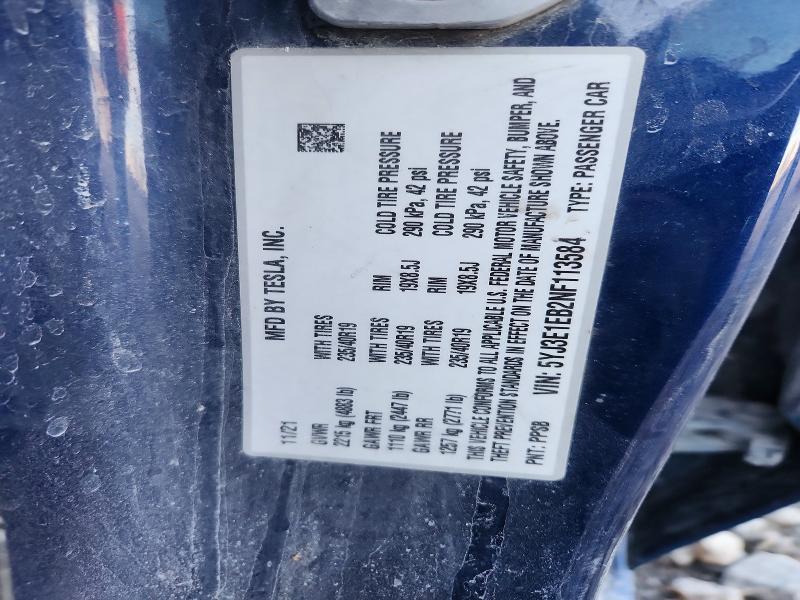 MFD BY TESLA, INC.
11/21
GVWR WITH TIRES
2215 kg (4883 lb) 235/40R19
GAWR FRT WITH TIRES RIM COLD TIRE PRESSURE
1110 kg (2447 lb) 235/40R19 19X8.5J 290 kPa, 42 psi
GAWR RR WITH TIRES RIM COLD TIRE PRESSURE
1257 kg (2771 lb) 235/40R19 19X8.5J 290 kPa, 42 psi
THIS VEHICLE CONFORMS TO ALL APPLICABLE U.S. FEDERAL MOTOR VEHICLE SAFETY, BUMPER, AND
THEFT PREVENTION STANDARDS IN EFFECT ON THE DATE OF MANUFACTURE SHOWN ABOVE.
PNT: PPSB VIN: 5YJ3E1EB2NF113584 TYPE: PASSENGER CAR